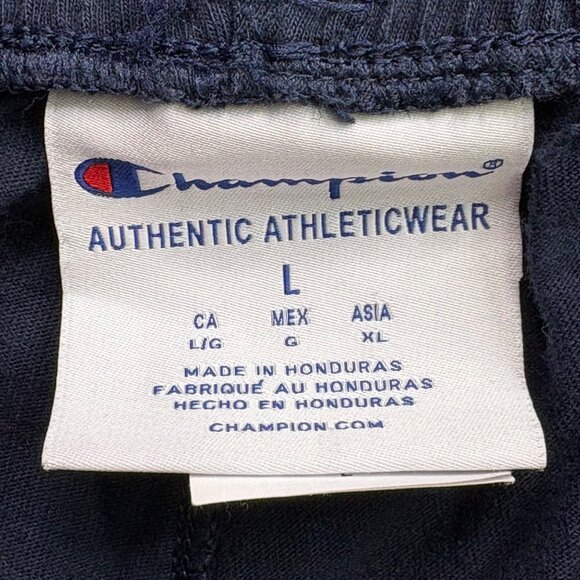 Champion®
AUTHENTIC ATHLETICWEAR
L
CA MEX ASIA
L/G G XL
MADE IN HONDURAS
FABRIQUÉ AU HONDURAS
HECHO EN HONDURAS
CHAMPION.COM